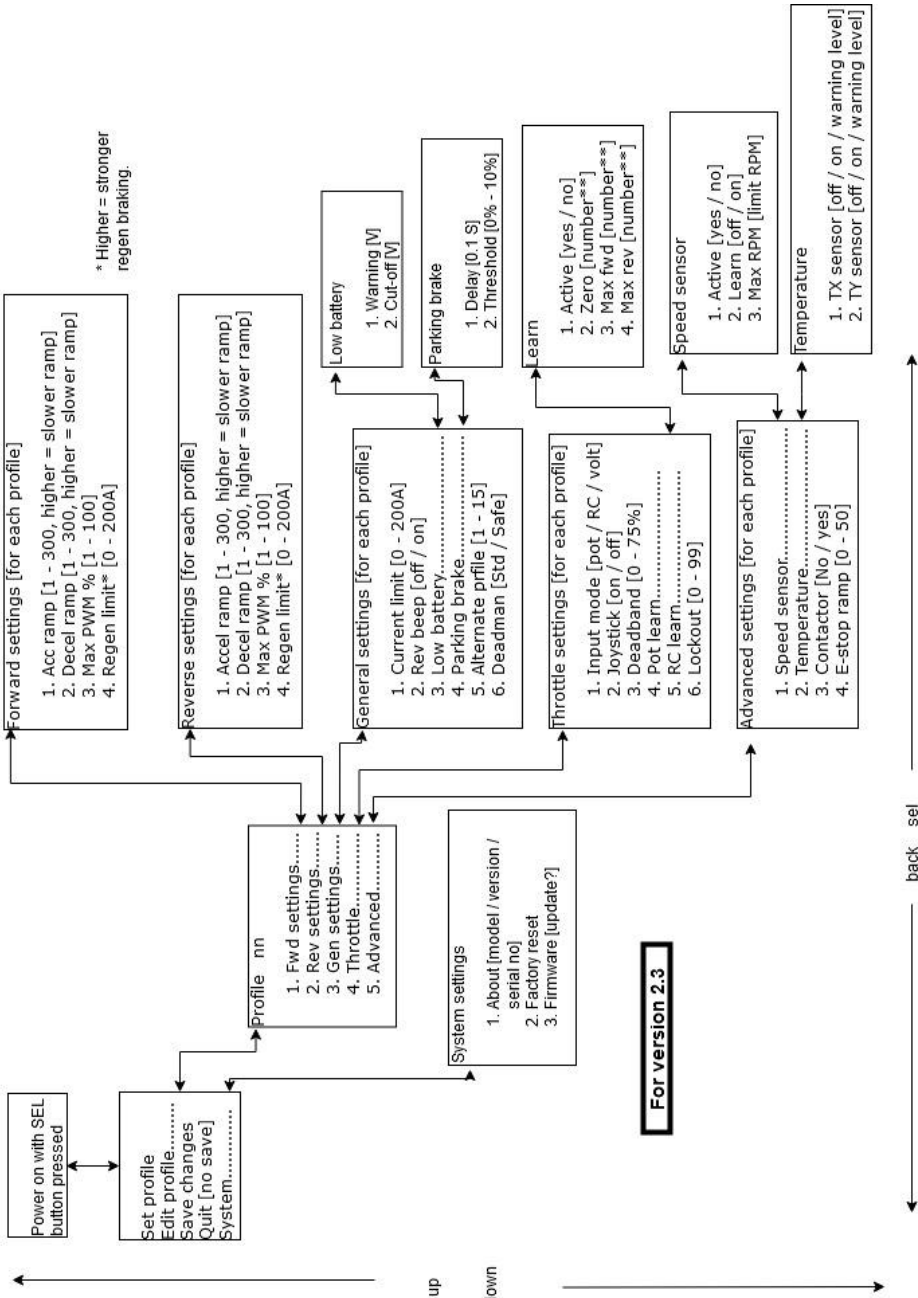 Power on with SEL
button pressed
Set profile
Edit profile.........
Save changes
Quit [no save]
System................
Profile nn
1. Fwd settings.....
2. Rev settings.....
3. Gen settings.....
4. Throttle............
5. Advanced.........
System settings
1. About [model / version /
serial no]
2. Factory reset
3. Firmware [update?]
For version 2.3
Forward settings [for each profile]
1. Acc ramp [1 - 300, higher = slower ramp]
2. Decel ramp [1 - 300, higher = slower ramp]
3. Max PWM % [1 - 100]
4. Regen limit* [0 - 200A]
* Higher = stronger
regen braking.
Reverse settings [for each profile]
1. Accel ramp [1 - 300, higher = slower ramp]
2. Decel ramp [1 - 300, higher = slower ramp]
3. Max PWM % [1 - 100]
4. Regen limit* [0 - 200A]
General settings [for each profile]
1. Current limit [0 - 200A]
2. Rev beep [off / on]
3. Low battery.....................
4. Parking brake..................
5. Alternate prfile [1 - 15]
6. Deadman [Std / Safe]
Low battery
1. Warning [V]
2. Cut-off [V]
Parking brake
1. Delay [0.1 S]
2. Threshold [0% - 10%]
Throttle settings [for each profile]
1. Input mode [pot / RC / volt]
2. Joystick [on / off]
3. Deadband [0 - 75%]
4. Pot learn........................
5. RC learn.........................
6. Lockout [0 - 99]
Learn
1. Active [yes / no]
2. Zero [number**]
3. Max fwd [number**]
4. Max rev [number**]
Advanced settings [for each profile]
1. Speed sensor..................
2. Temperature...................
3. Contactor [No / yes]
4. E-stop ramp [0 - 50]
Speed sensor
1. Active [yes / no]
2. Learn [off / on]
3. Max RPM [limit RPM]
Temperature
1. TX sensor [off / on / warning level]
2. TY sensor [off / on / warning level]
up
own
back sel